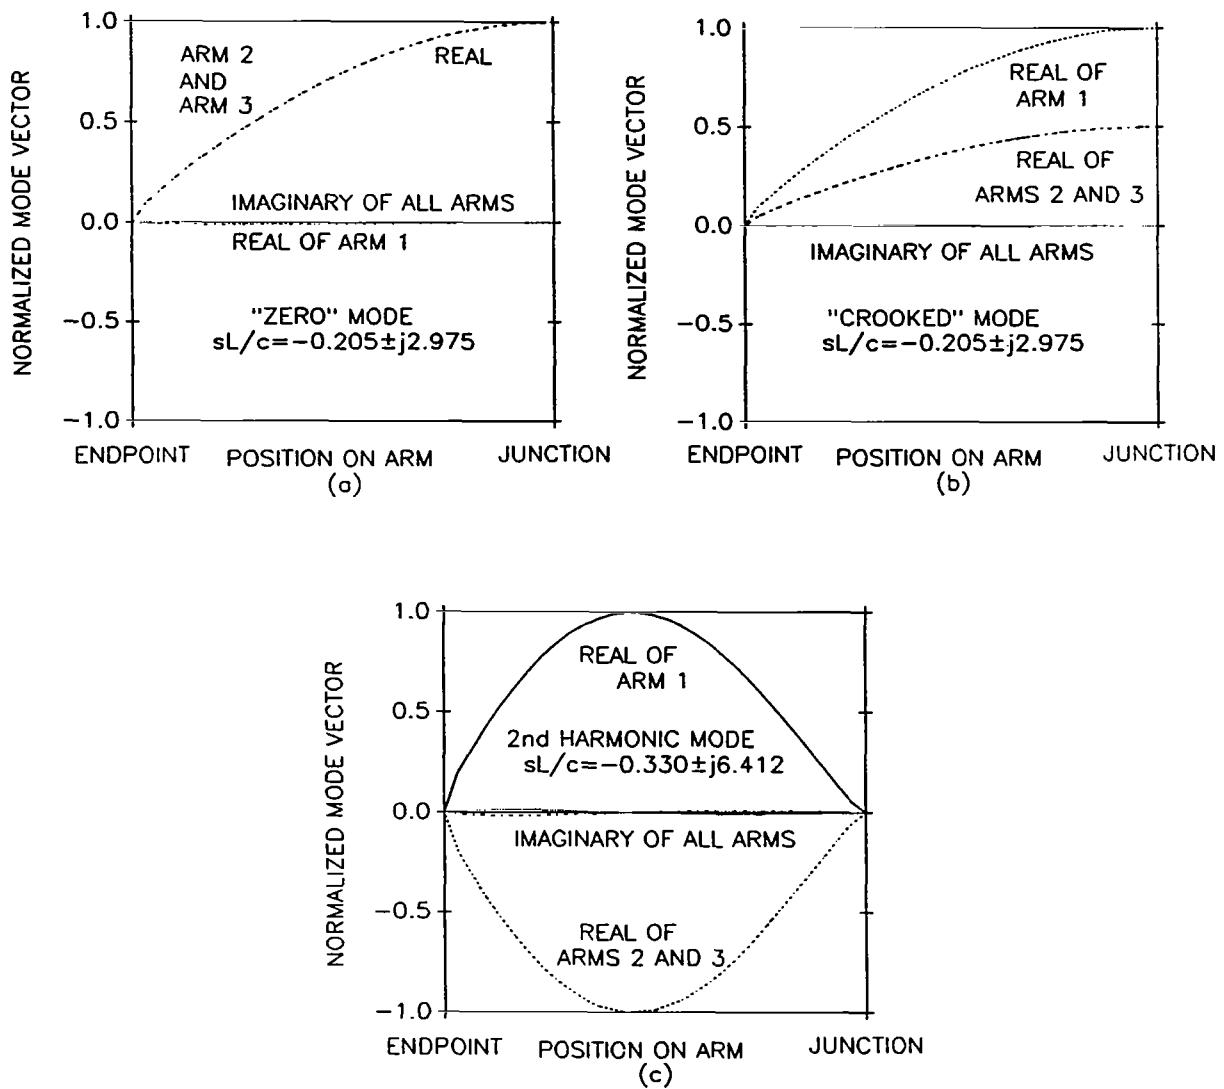 NORMALIZED MODE VECTOR
1.0
0.5
0.0
−0.5
−1.0
ARM 2
AND
ARM 3
REAL
IMAGINARY OF ALL ARMS
REAL OF ARM 1
"ZERO" MODE
sL/c=−0.205±j2.975
ENDPOINT POSITION ON ARM JUNCTION
(a)
NORMALIZED MODE VECTOR
1.0
0.5
0.0
−0.5
−1.0
REAL OF
ARM 1
REAL OF
ARMS 2 AND 3
IMAGINARY OF ALL ARMS
"CROOKED" MODE
sL/c=−0.205±j2.975
ENDPOINT POSITION ON ARM JUNCTION
(b)
NORMALIZED MODE VECTOR
1.0
0.5
0.0
−0.5
−1.0
REAL OF
ARM 1
2nd HARMONIC MODE
sL/c=−0.330±j6.412
IMAGINARY OF ALL ARMS
REAL OF
ARMS 2 AND 3
ENDPOINT POSITION ON ARM JUNCTION
(c)